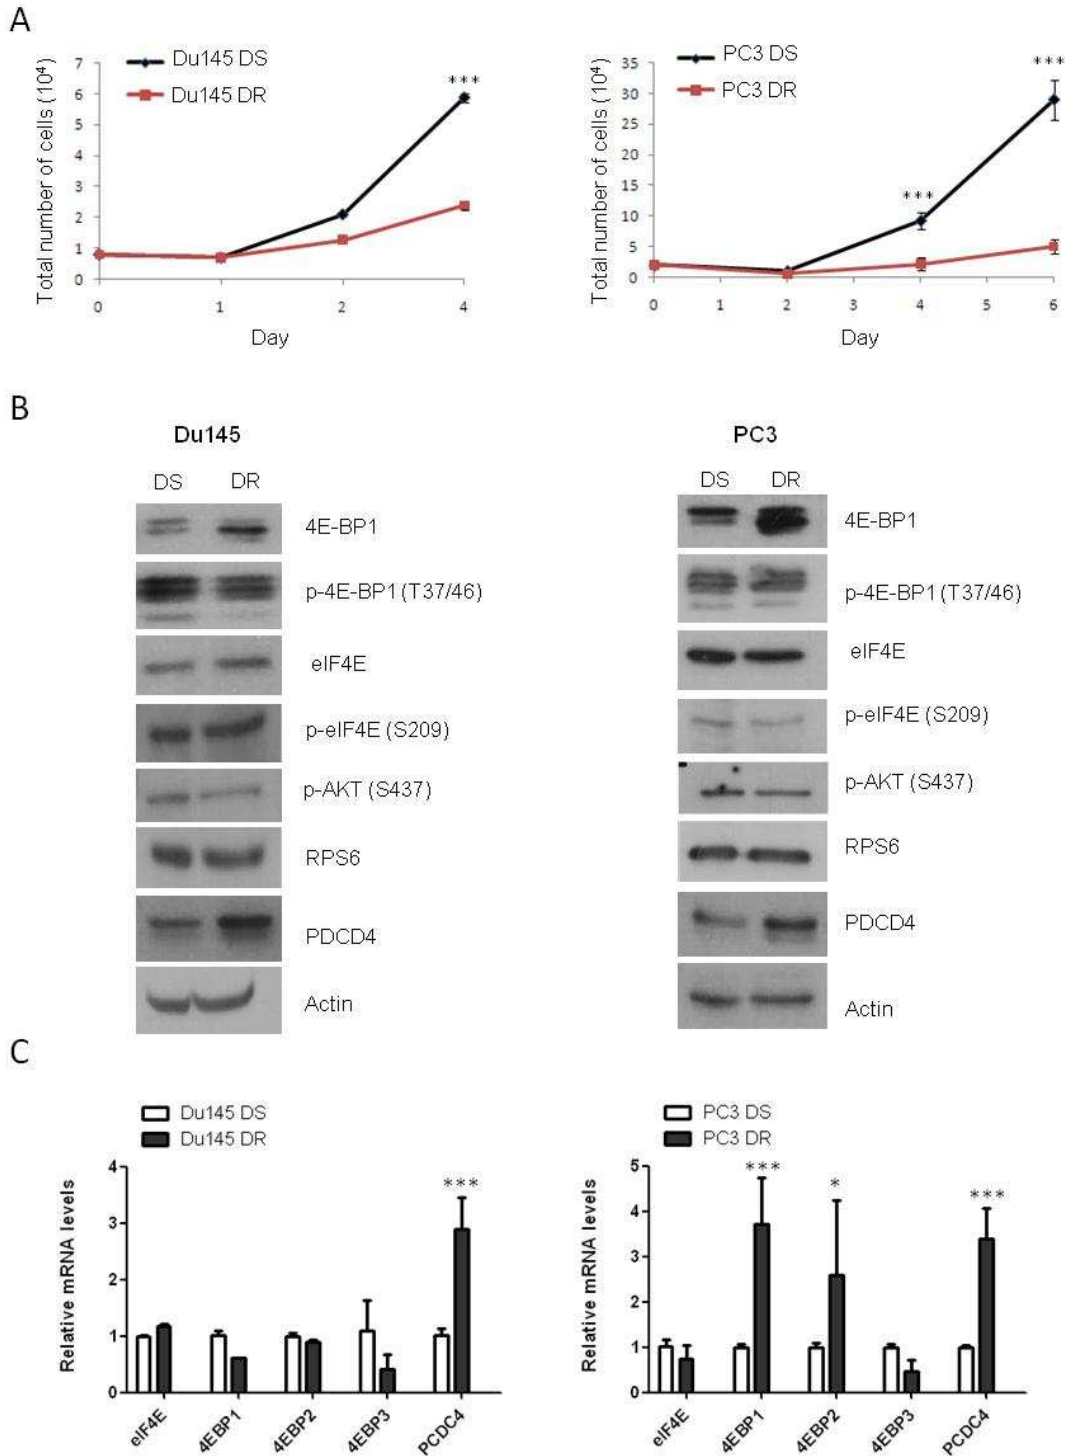 A
Du145 DS
Du145 DR
***
Total number of cells (10⁴)
7
6
5
4
3
2
1
0
0 1 2 4
Day
PC3 DS
PC3 DR
***
***
Total number of cells (10⁴)
35
30
25
20
15
10
5
0
0 1 2 3 4 5 6
Day
B
Du145
DS DR
4E-BP1
p-4E-BP1 (T37/46)
eIF4E
p-eIF4E (S209)
p-AKT (S437)
RPS6
PDCD4
Actin
PC3
DS DR
4E-BP1
p-4E-BP1 (T37/46)
eIF4E
p-eIF4E (S209)
p-AKT (S437)
RPS6
PDCD4
Actin
C
Du145 DS
Du145 DR
***
Relative mRNA levels
4
3
2
1
0
eIF4E 4EBP1 4EBP2 4EBP3 PCDC4
PC3 DS
PC3 DR
***
*
***
Relative mRNA levels
5
4
3
2
1
0
eIF4E 4EBP1 4EBP2 4EBP3 PCDC4